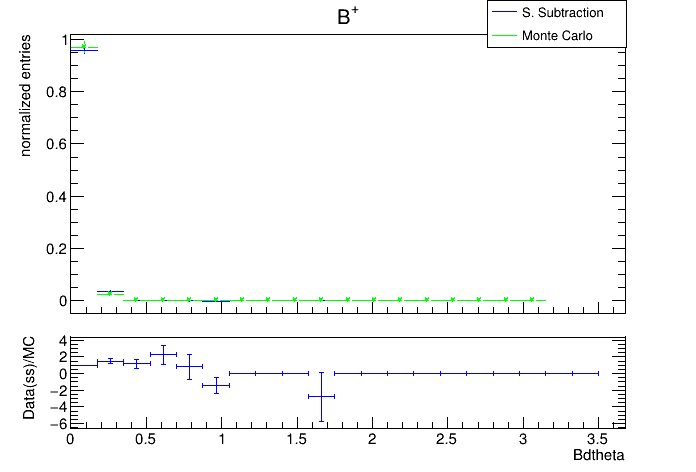 B+
S. Subtraction
Monte Carlo
normalized entries
1
0.8
0.6
0.4
0.2
0
Data(ss)/MC
4
2
0
−2
−4
−6
0 0.5 1 1.5 2 2.5 3 3.5
Bdtheta